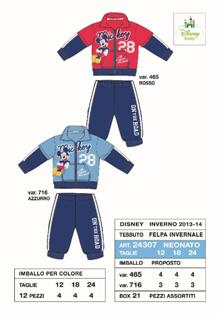 Disney
baby
Mickey
28
var. 465
ROSSO
ON THE ROAD
Mickey
28
var. 716
AZZURRO
ON THE ROAD
DISNEY INVERNO 2013-14
TESSUTO FELPA INVERNALE
ART. 24307 NEONATO
TAGLIE 12 18 24
IMBALLO PROPOSTO
var. 465 4 4 4
var. 716 3 3 3
BOX 21 PEZZI ASSORTITI
IMBALLO PER COLORE
TAGLIE 12 18 24
12 PEZZI 4 4 4